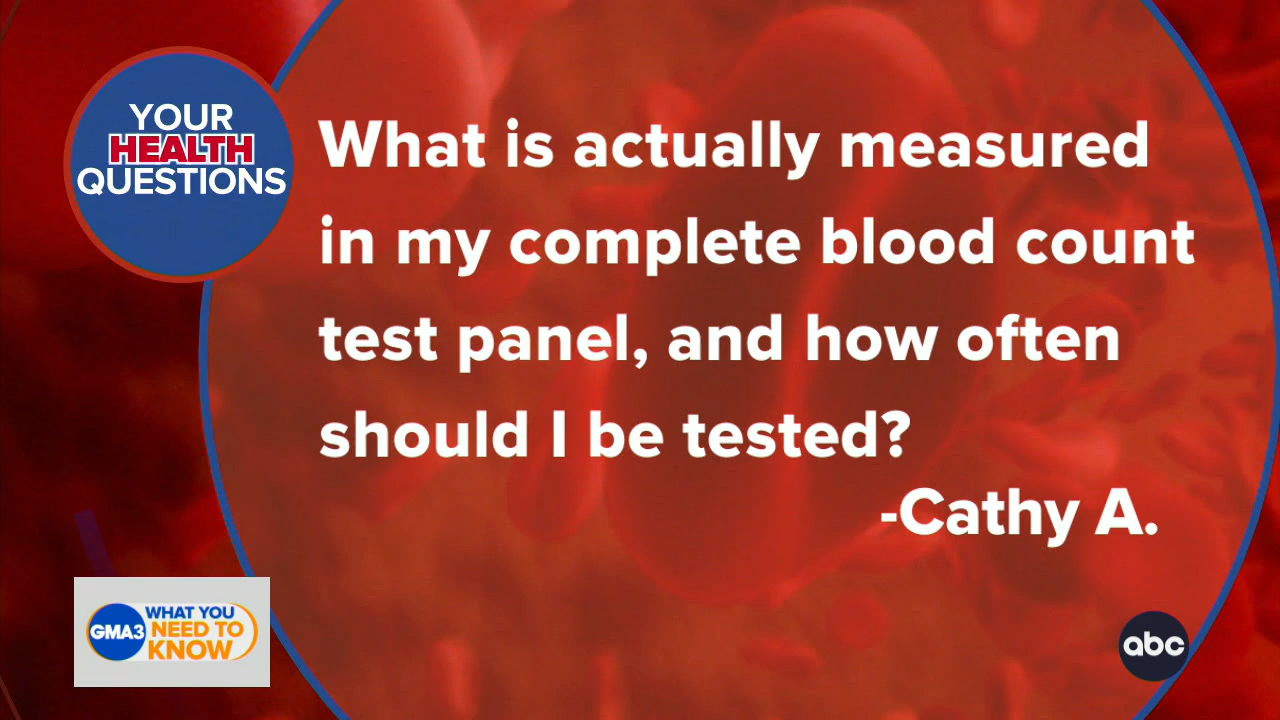 YOUR
HEALTH
QUESTIONS
What is actually measured
in my complete blood count
test panel, and how often
should I be tested?
-Cathy A.
GMA3
WHAT YOU
NEED TO
KNOW
abc